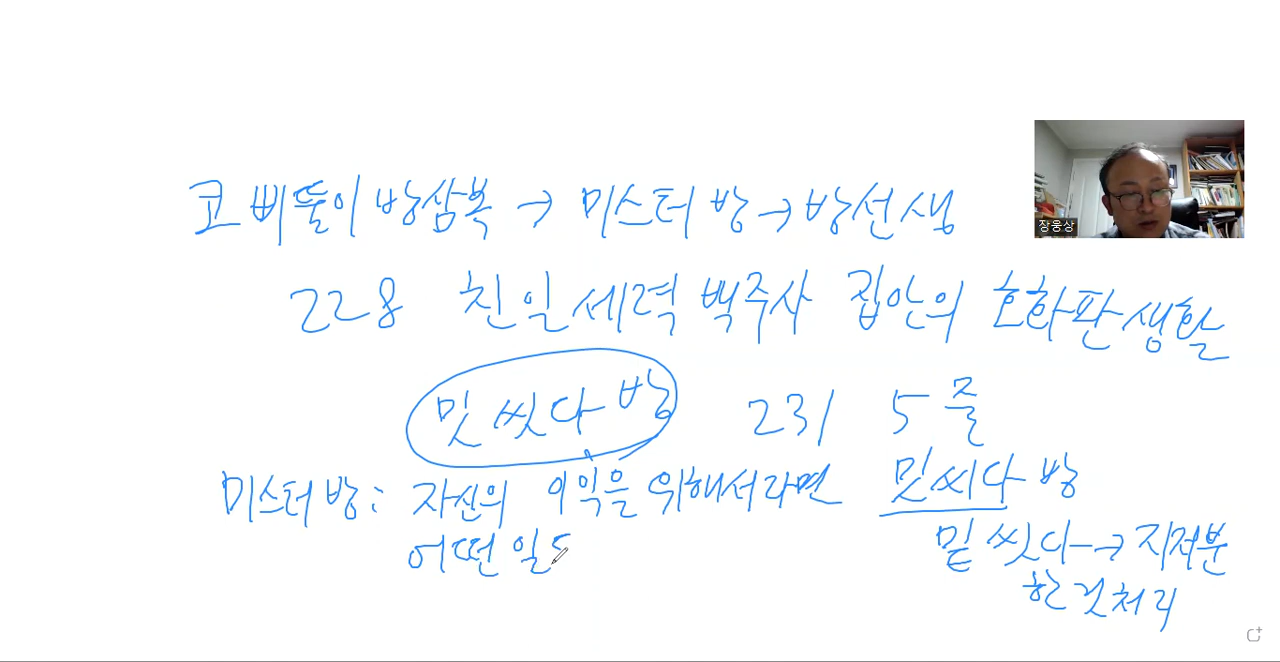 코삐뚤이 방삼복 → 미스터 방 → 방선생
장웅상
228 친일세력 백주사 집안의 호화판 생활
밋씻다 방 231 5줄
미스터 방: 자신의 이익을 위해서라면
어떤 일도
밋씨다 방
밑 씻다 → 지저분
한 것 처리